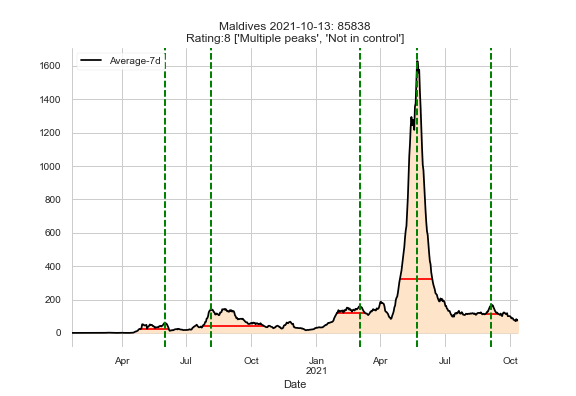 Maldives 2021-10-13: 85838
Rating:8 ['Multiple peaks', 'Not in control']
Average-7d
1600
1400
1200
1000
800
600
400
200
0
Apr Jul Oct Jan Apr Jul Oct
2021
Date